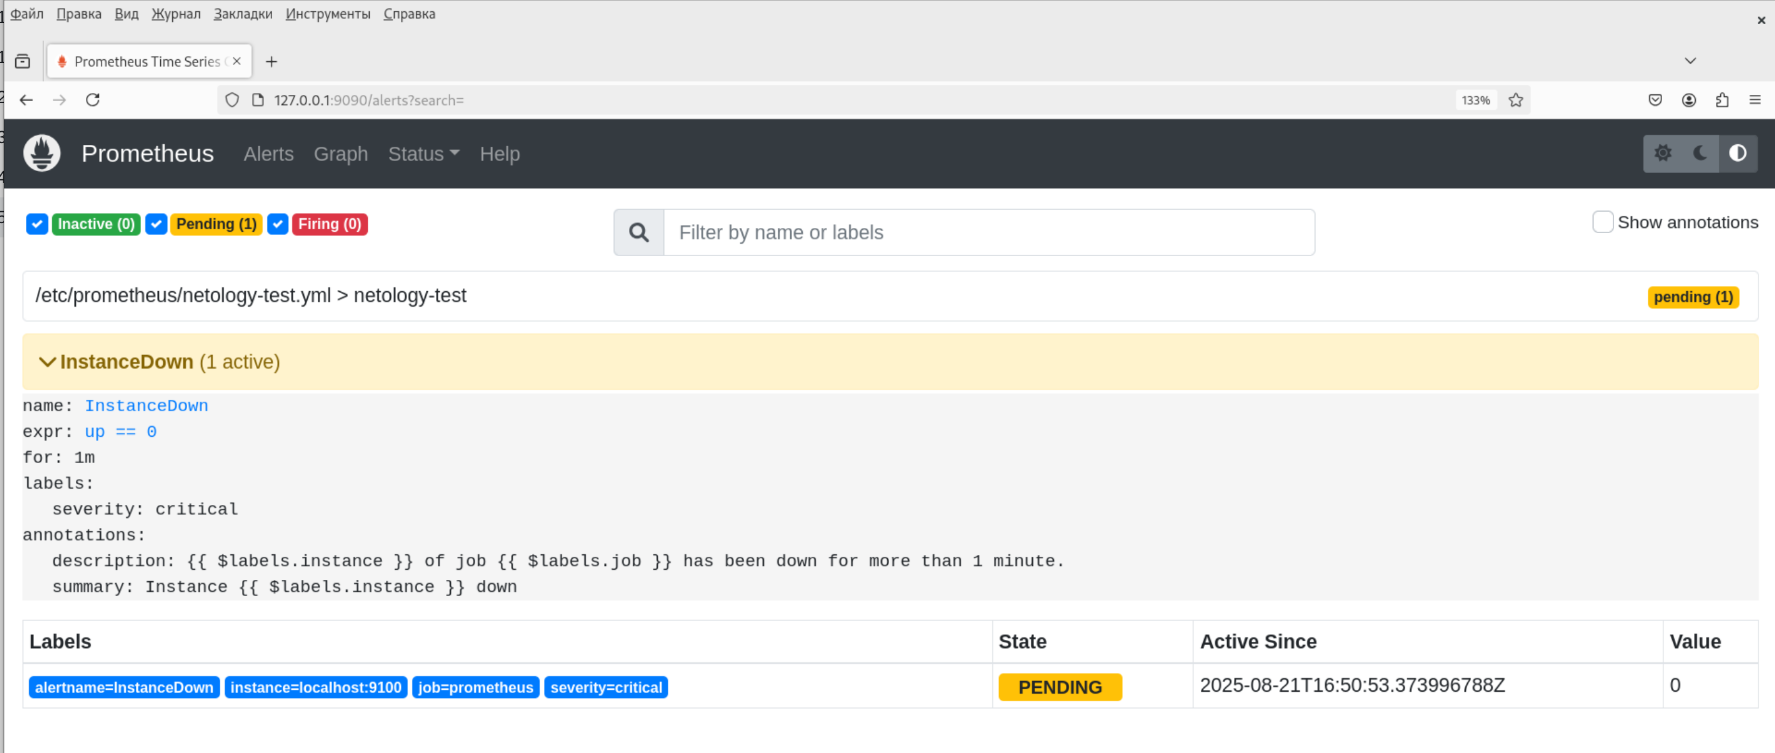 Файл Правка Вид Журнал Закладки Инструменты Справка
Prometheus Time Series
127.0.0.1:9090/alerts?search=
133%
Prometheus Alerts Graph Status Help
Inactive (0) Pending (1) Firing (0)
Filter by name or labels
Show annotations
/etc/prometheus/netology-test.yml > netology-test
pending (1)
InstanceDown (1 active)
name: InstanceDown
expr: up == 0
for: 1m
labels:
severity: critical
annotations:
description: {{ $labels.instance }} of job {{ $labels.job }} has been down for more than 1 minute.
summary: Instance {{ $labels.instance }} down
Labels State Active Since Value
alertname=InstanceDown instance=localhost:9100 job=prometheus severity=critical PENDING 2025-08-21T16:50:53.373996788Z 0